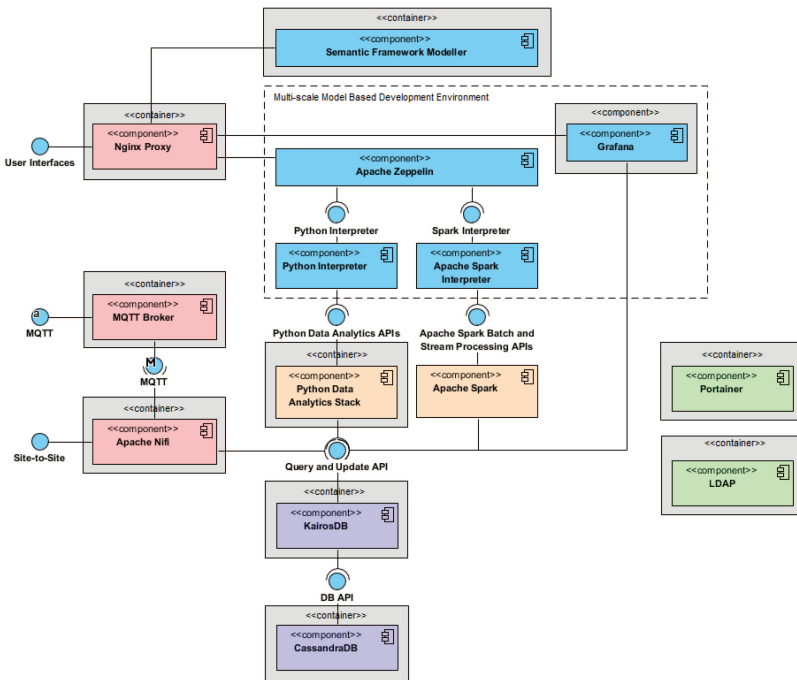 <<container>>
<<component>>
Semantic Framework Modeller
Multi-scale Model Based Development Environment
<<container>>
<<component>>
Nginx Proxy
User Interfaces
<<component>>
<<component>>
Grafana
<<component>>
Apache Zeppelin
Python Interpreter
Spark Interpreter
<<component>>
Python Interpreter
<<component>>
Apache Spark
Interpreter
<<container>>
<<component>>
MQTT Broker
a
MQTT
M
MQTT
Python Data Analytics APIs
Apache Spark Batch and
Stream Processing APIs
<<container>>
<<component>>
Python Data
Analytics Stack
<<component>>
Apache Spark
<<container>>
<<component>>
Portainer
<<container>>
<<component>>
Apache Nifi
Site-to-Site
Query and Update API
<<container>>
<<component>>
LDAP
<<container>>
<<component>>
KairosDB
DB API
<<container>>
<<component>>
CassandraDB